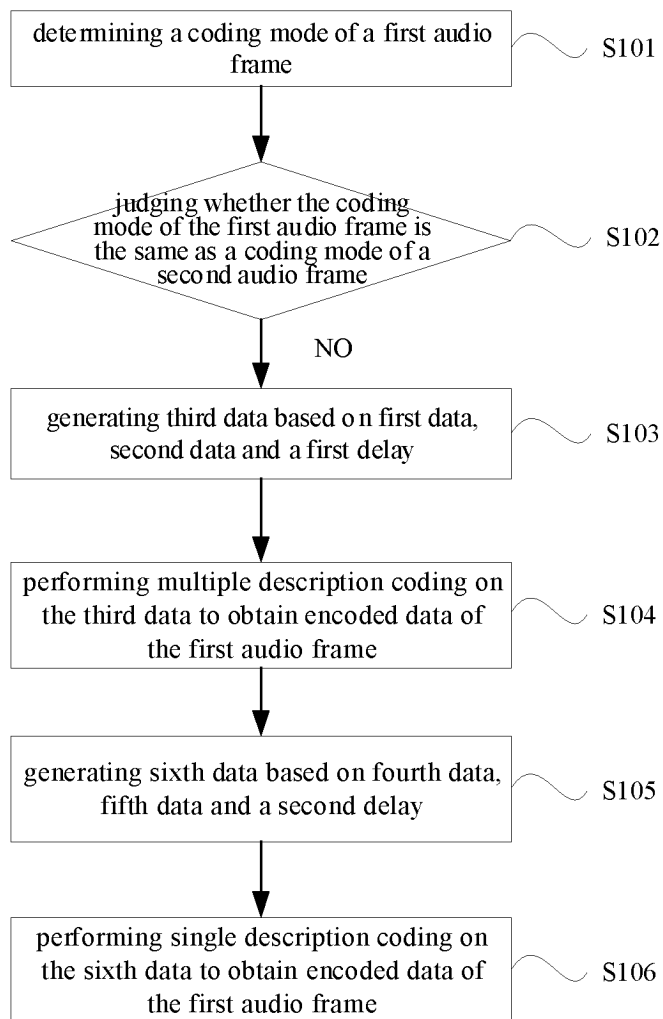 determining a coding mode of a first audio
frame
S101
judging whether the coding
mode of the first audio frame is
the same as a coding mode of a
second audio frame
S102
NO
generating third data based on first data,
second data and a first delay
S103
performing multiple description coding on
the third data to obtain encoded data of
the first audio frame
S104
generating sixth data based on fourth data,
fifth data and a second delay
S105
performing single description coding on
the sixth data to obtain encoded data of
the first audio frame
S106